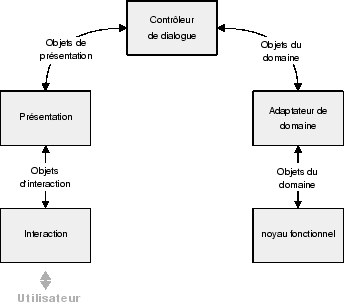 Contrôleur
de dialogue
Objets de
présentation
Objets du
domaine
Présentation
Adaptateur de
domaine
Objets
d'interaction
Objets du
domaine
Interaction
noyau fonctionnel
Utilisateur